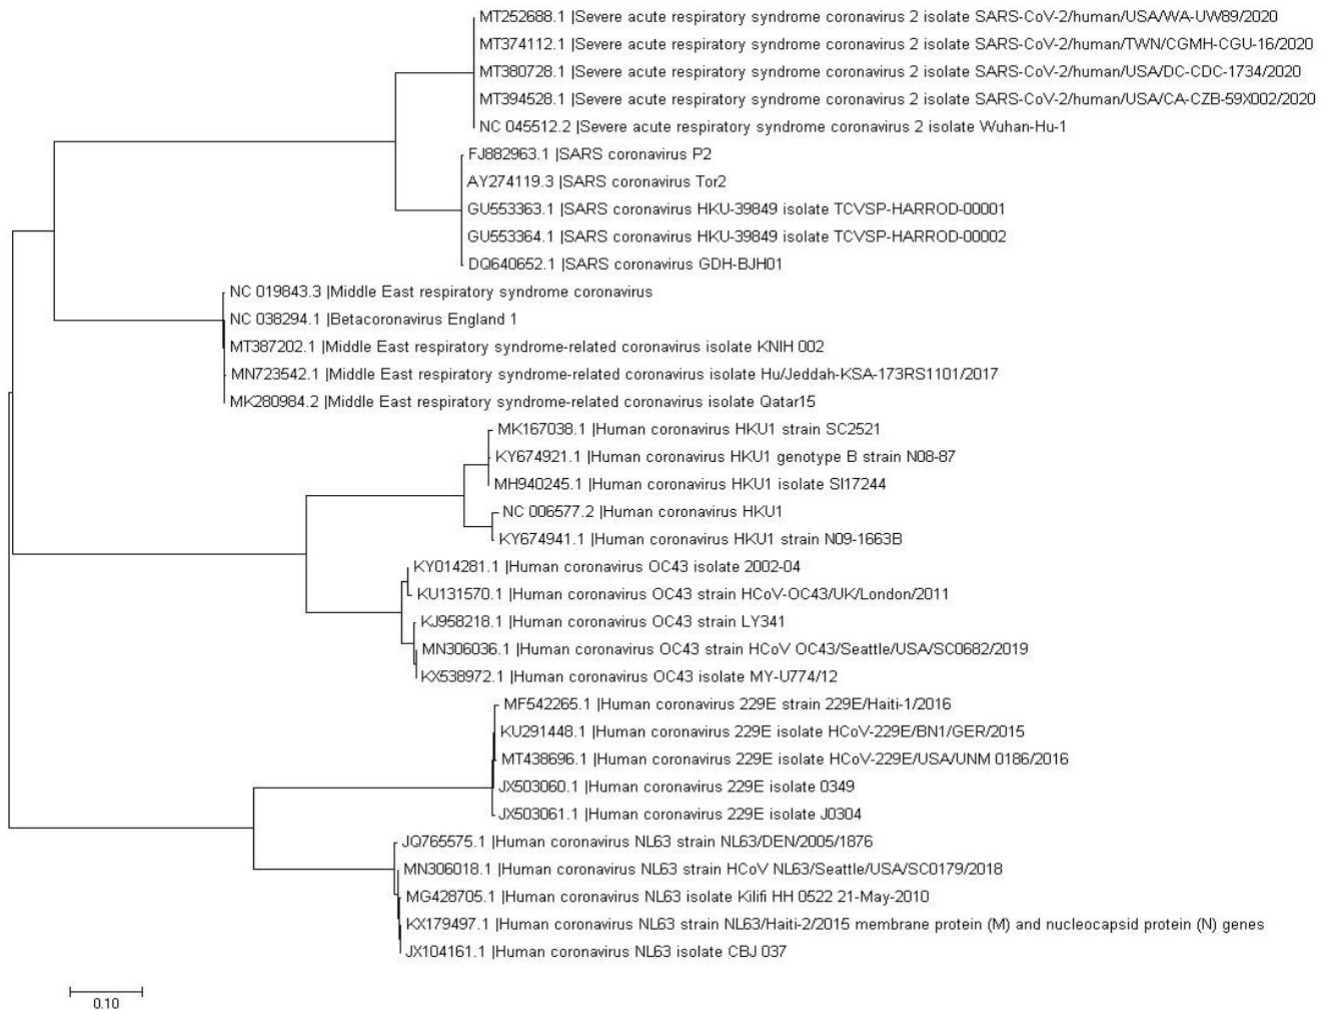 MT252688.1 |Severe acute respiratory syndrome coronavirus 2 isolate SARS-CoV-2/human/USA/WA-UW89/2020
MT374112.1 |Severe acute respiratory syndrome coronavirus 2 isolate SARS-CoV-2/human/TWN/CGMH-CGU-16/2020
MT380728.1 |Severe acute respiratory syndrome coronavirus 2 isolate SARS-CoV-2/human/USA/DC-CDC-1734/2020
MT394528.1 |Severe acute respiratory syndrome coronavirus 2 isolate SARS-CoV-2/human/USA/CA-CZB-59X002/2020
NC 045512.2 |Severe acute respiratory syndrome coronavirus 2 isolate Wuhan-Hu-1
FJ882963.1 |SARS coronavirus P2
AY274119.3 |SARS coronavirus Tor2
GU553363.1 |SARS coronavirus HKU-39849 isolate TCVSP-HARROD-00001
GU553364.1 |SARS coronavirus HKU-39849 isolate TCVSP-HARROD-00002
DQ640652.1 |SARS coronavirus GDH-BJH01
NC 019843.3 |Middle East respiratory syndrome coronavirus
NC 038294.1 |Betacoronavirus England 1
MT387202.1 |Middle East respiratory syndrome-related coronavirus isolate KNIH 002
MN723542.1 |Middle East respiratory syndrome-related coronavirus isolate Hu/Jeddah-KSA-173RS1101/2017
MK280984.2 |Middle East respiratory syndrome-related coronavirus isolate Qatar15
MK167038.1 |Human coronavirus HKU1 strain SC2521
KY674921.1 |Human coronavirus HKU1 genotype B strain N08-87
MH940245.1 |Human coronavirus HKU1 isolate SI17244
NC 006577.2 |Human coronavirus HKU1
KY674941.1 |Human coronavirus HKU1 strain N09-1663B
KY014281.1 |Human coronavirus OC43 isolate 2002-04
KU131570.1 |Human coronavirus OC43 strain HCoV-OC43/UK/London/2011
KJ958218.1 |Human coronavirus OC43 strain LY341
MN306036.1 |Human coronavirus OC43 strain HCoV OC43/Seattle/USA/SC0682/2019
KX538972.1 |Human coronavirus OC43 isolate MY-U774/12
MF542265.1 |Human coronavirus 229E strain 229E/Haiti-1/2016
KU291448.1 |Human coronavirus 229E isolate HCoV-229E/BN1/GER/2015
MT438696.1 |Human coronavirus 229E isolate HCoV-229E/USA/UNM 0186/2016
JX503060.1 |Human coronavirus 229E isolate 0349
JX503061.1 |Human coronavirus 229E isolate J0304
JQ765575.1 |Human coronavirus NL63 strain NL63/DEN/2005/1876
MN306018.1 |Human coronavirus NL63 strain HCoV NL63/Seattle/USA/SC0179/2018
MG428705.1 |Human coronavirus NL63 isolate Kilifi HH 0522 21-May-2010
KX179497.1 |Human coronavirus NL63 strain NL63/Haiti-2/2015 membrane protein (M) and nucleocapsid protein (N) genes
JX104161.1 |Human coronavirus NL63 isolate CBJ 037
0.10